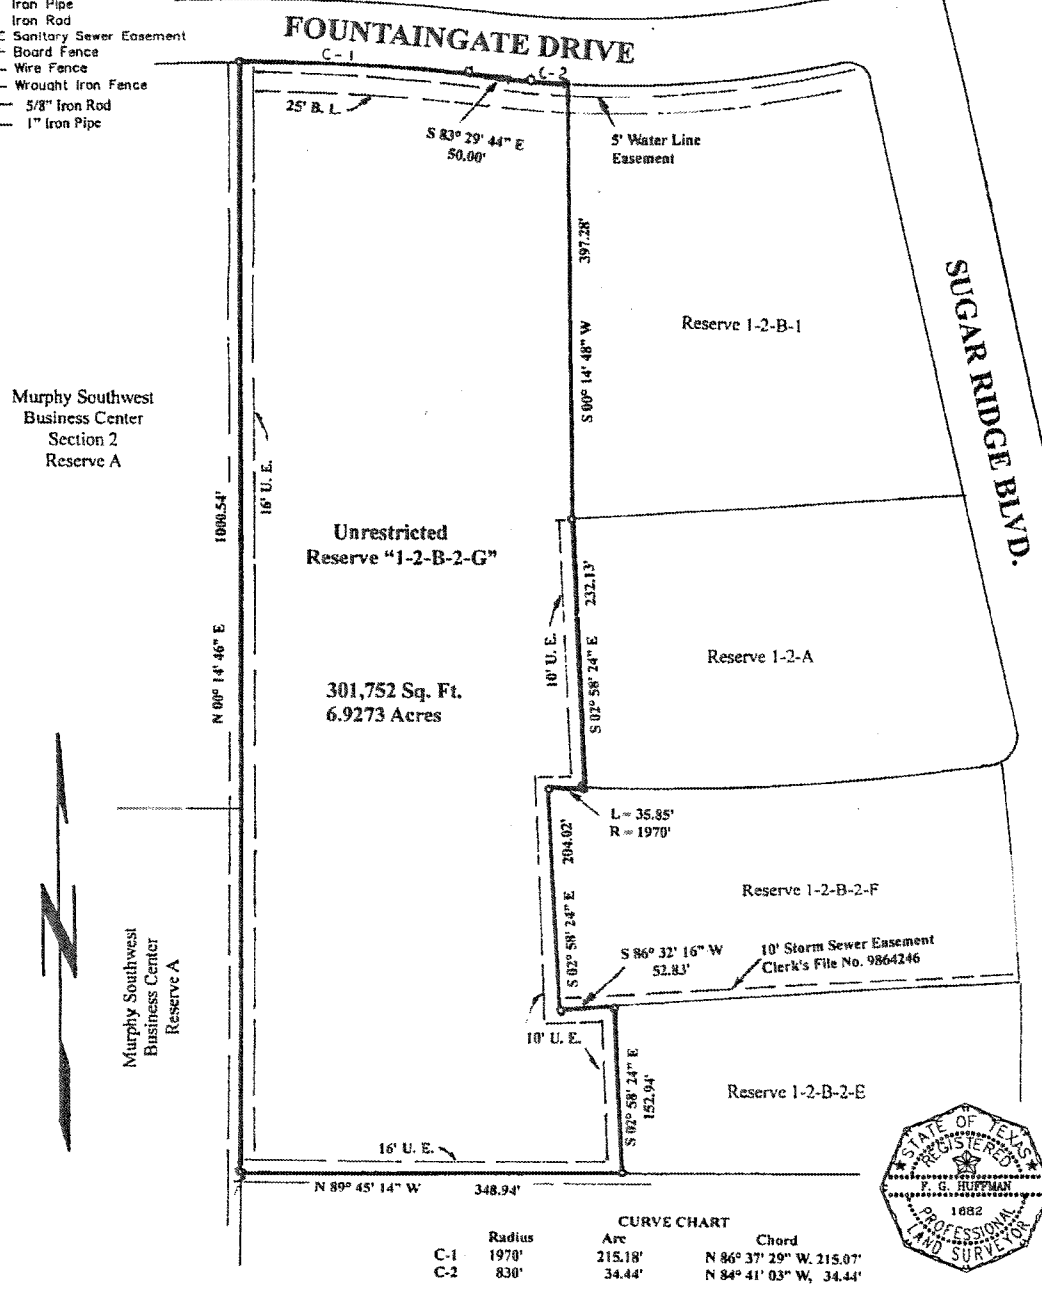 Iron Pipe
Iron Rod
Sanitary Sewer Easement
Board Fence
Wire Fence
Wrought Iron Fence
5/8" Iron Rod
1" Iron Pipe
FOUNTAINGATE DRIVE
C-1
C-2
25' B. L.
S 83° 29' 44" E
50.00'
5' Water Line
Easement
397.28'
S 00° 14' 48" W
Reserve 1-2-B-1
SUGAR RIDGE BLVD.
Murphy Southwest
Business Center
Section 2
Reserve A
16' U. E.
1080.54'
N 00° 14' 46" E
Unrestricted
Reserve "1-2-B-2-G"
301,752 Sq. Ft.
6.9273 Acres
10' U. E.
232.13'
S 02° 58' 24" E
Reserve 1-2-A
L = 35.85'
R = 1970'
204.02'
S 02° 58' 24" E
Reserve 1-2-B-2-F
S 86° 32' 16" W
52.83'
10' Storm Sewer Easement
Clerk's File No. 9864246
Murphy Southwest
Business Center
Reserve A
10' U. E.
S 02° 58' 24" E
152.94'
Reserve 1-2-B-2-E
16' U. E.
N 89° 45' 14" W 348.94'
STATE OF TEXAS
REGISTERED
F. G. HUFFMAN
1682
PROFESSIONAL
LAND SURVEYOR
CURVE CHART
Radius Arc Chord
C-1 1970' 215.18' N 86° 37' 29" W. 215.07'
C-2 830' 34.44' N 84° 41' 03" W, 34.44'